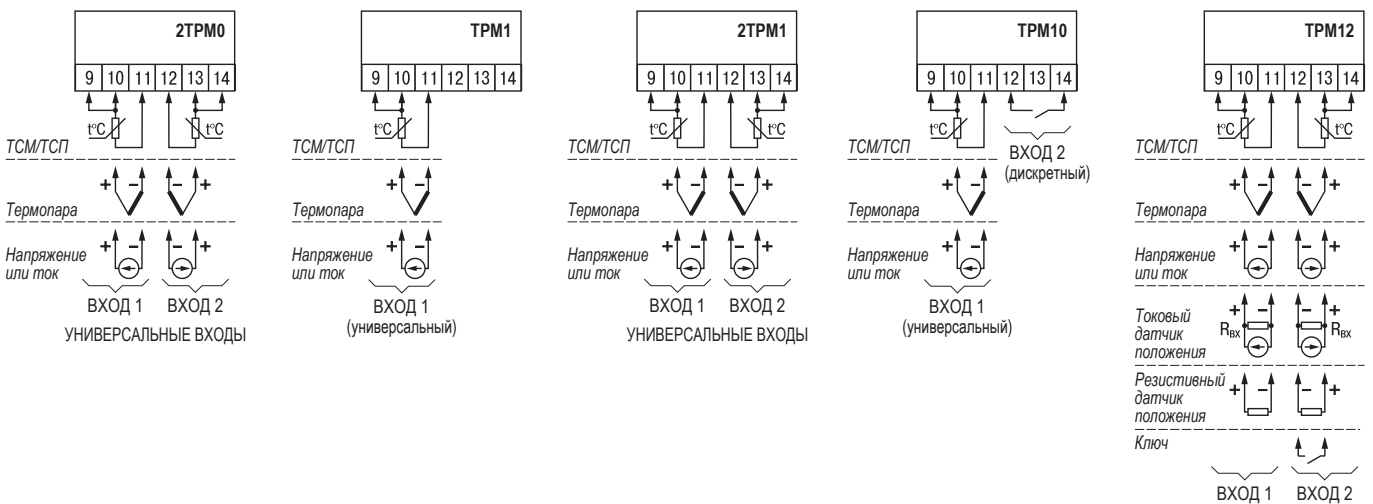 2ТРМ0
9 10 11 12 13 14
t°C t°C
ТСМ/ТСП
+ – – +
Термопара
+ – – +
Напряжение
или ток
ВХОД 1 ВХОД 2
УНИВЕРСАЛЬНЫЕ ВХОДЫ
ТРМ1
9 10 11 12 13 14
t°C
ТСМ/ТСП
+ –
Термопара
+ –
Напряжение
или ток
ВХОД 1
(универсальный)
2ТРМ1
9 10 11 12 13 14
t°C t°C
ТСМ/ТСП
+ – – +
Термопара
+ – – +
Напряжение
или ток
ВХОД 1 ВХОД 2
УНИВЕРСАЛЬНЫЕ ВХОДЫ
ТРМ10
9 10 11 12 13 14
t°C
ТСМ/ТСП
ВХОД 2
(дискретный)
+ –
Термопара
+ –
Напряжение
или ток
ВХОД 1
(универсальный)
ТРМ12
9 10 11 12 13 14
t°C t°C
ТСМ/ТСП
+ – – +
Термопара
+ – – +
Напряжение
или ток
+ – – +
Токовый
датчик
положения
Rвх Rвх
Резистивный
датчик
положения
+ – – +
Ключ
ВХОД 1 ВХОД 2